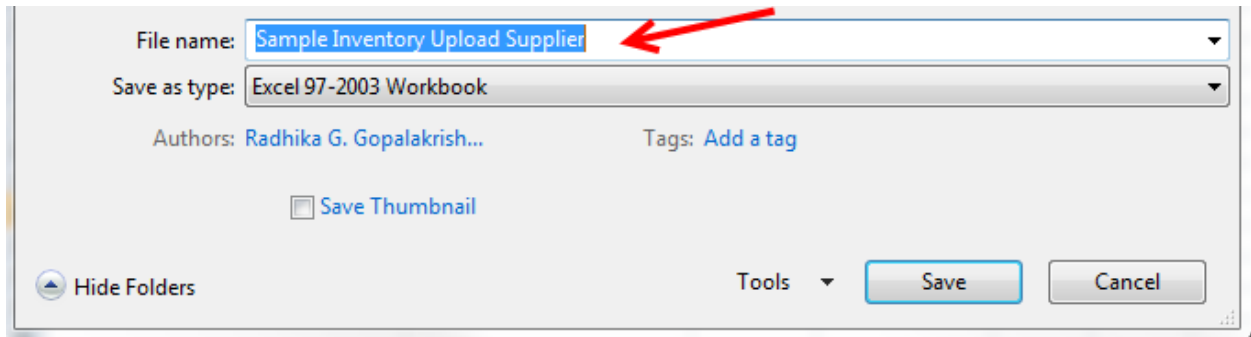 File name: Sample Inventory Upload Supplier
Save as type: Excel 97-2003 Workbook
Authors: Radhika G. Gopalakrish... Tags: Add a tag
Save Thumbnail
Hide Folders Tools Save Cancel